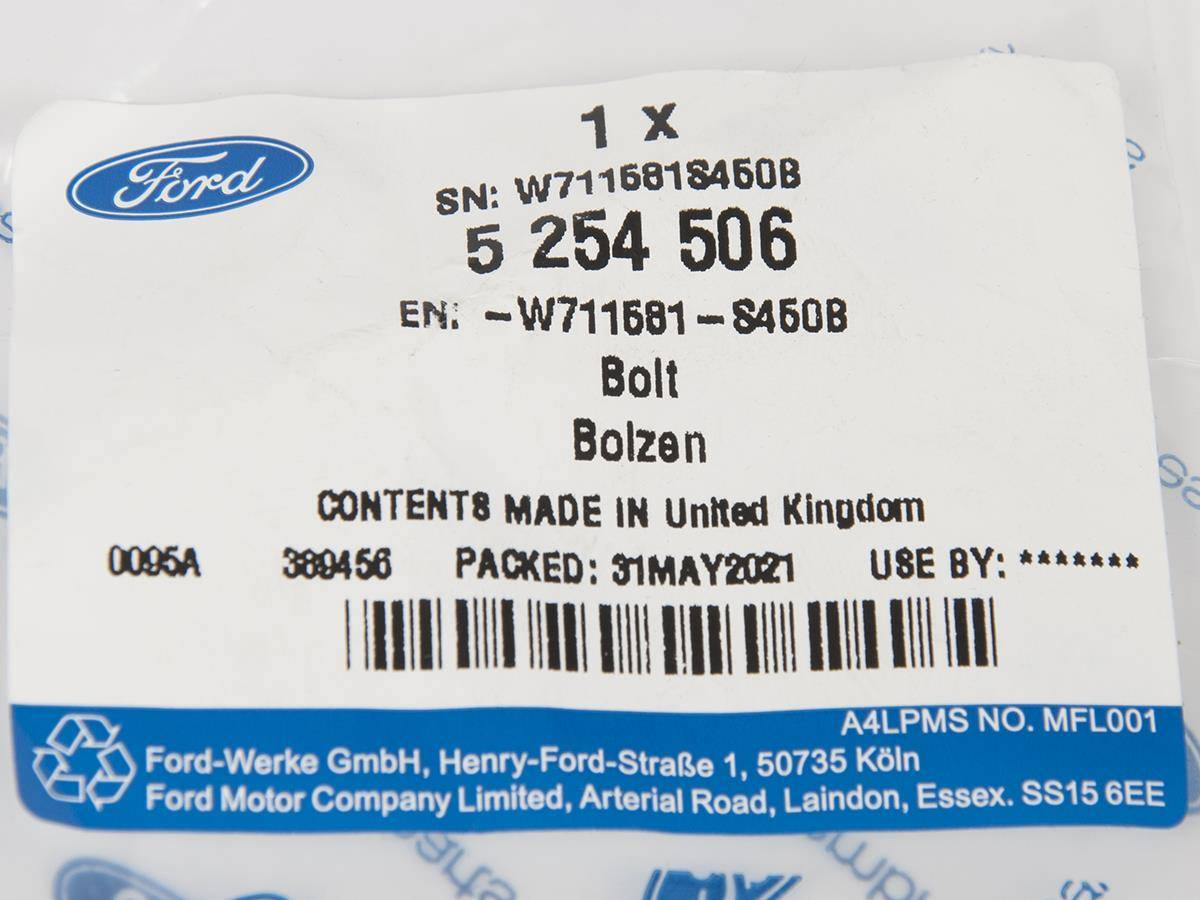 Ford
1 X
SN: W711581S450B
5 254 506
EN: -W711581-S450B
Bolt
Bolzen
CONTENTS MADE IN United Kingdom
0095A 389456 PACKED: 31MAY2021 USE BY: *******
A4LPMS NO. MFL001
Ford-Werke GmbH, Henry-Ford-Straße 1, 50735 Köln
Ford Motor Company Limited, Arterial Road, Laindon, Essex. SS15 6EE